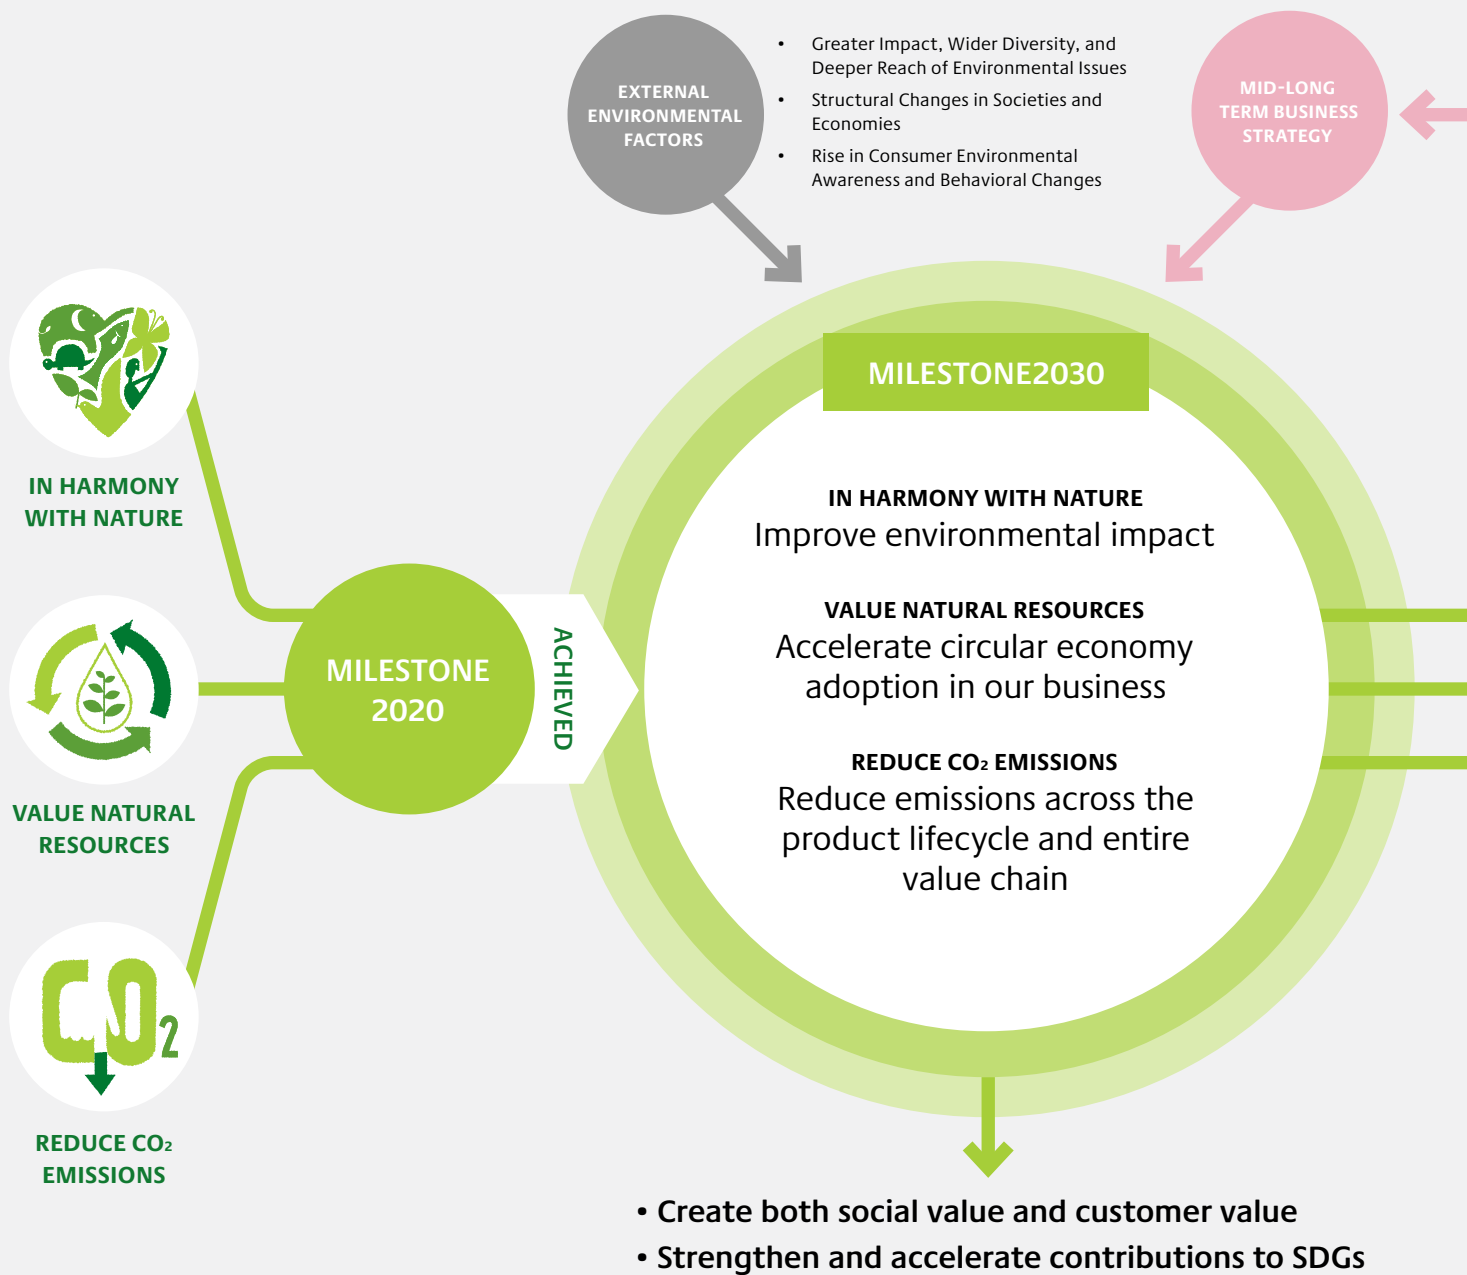 EXTERNAL
ENVIRONMENTAL
FACTORS
• Greater Impact, Wider Diversity, and
Deeper Reach of Environmental Issues
• Structural Changes in Societies and
Economies
• Rise in Consumer Environmental
Awareness and Behavioral Changes
MID-LONG
TERM BUSINESS
STRATEGY
IN HARMONY
WITH NATURE
VALUE NATURAL
RESOURCES
CO2
REDUCE CO₂
EMISSIONS
MILESTONE
2020
ACHIEVED
MILESTONE2030
IN HARMONY WITH NATURE
Improve environmental impact
VALUE NATURAL RESOURCES
Accelerate circular economy
adoption in our business
REDUCE CO₂ EMISSIONS
Reduce emissions across the
product lifecycle and entire
value chain
• Create both social value and customer value
• Strengthen and accelerate contributions to SDGs